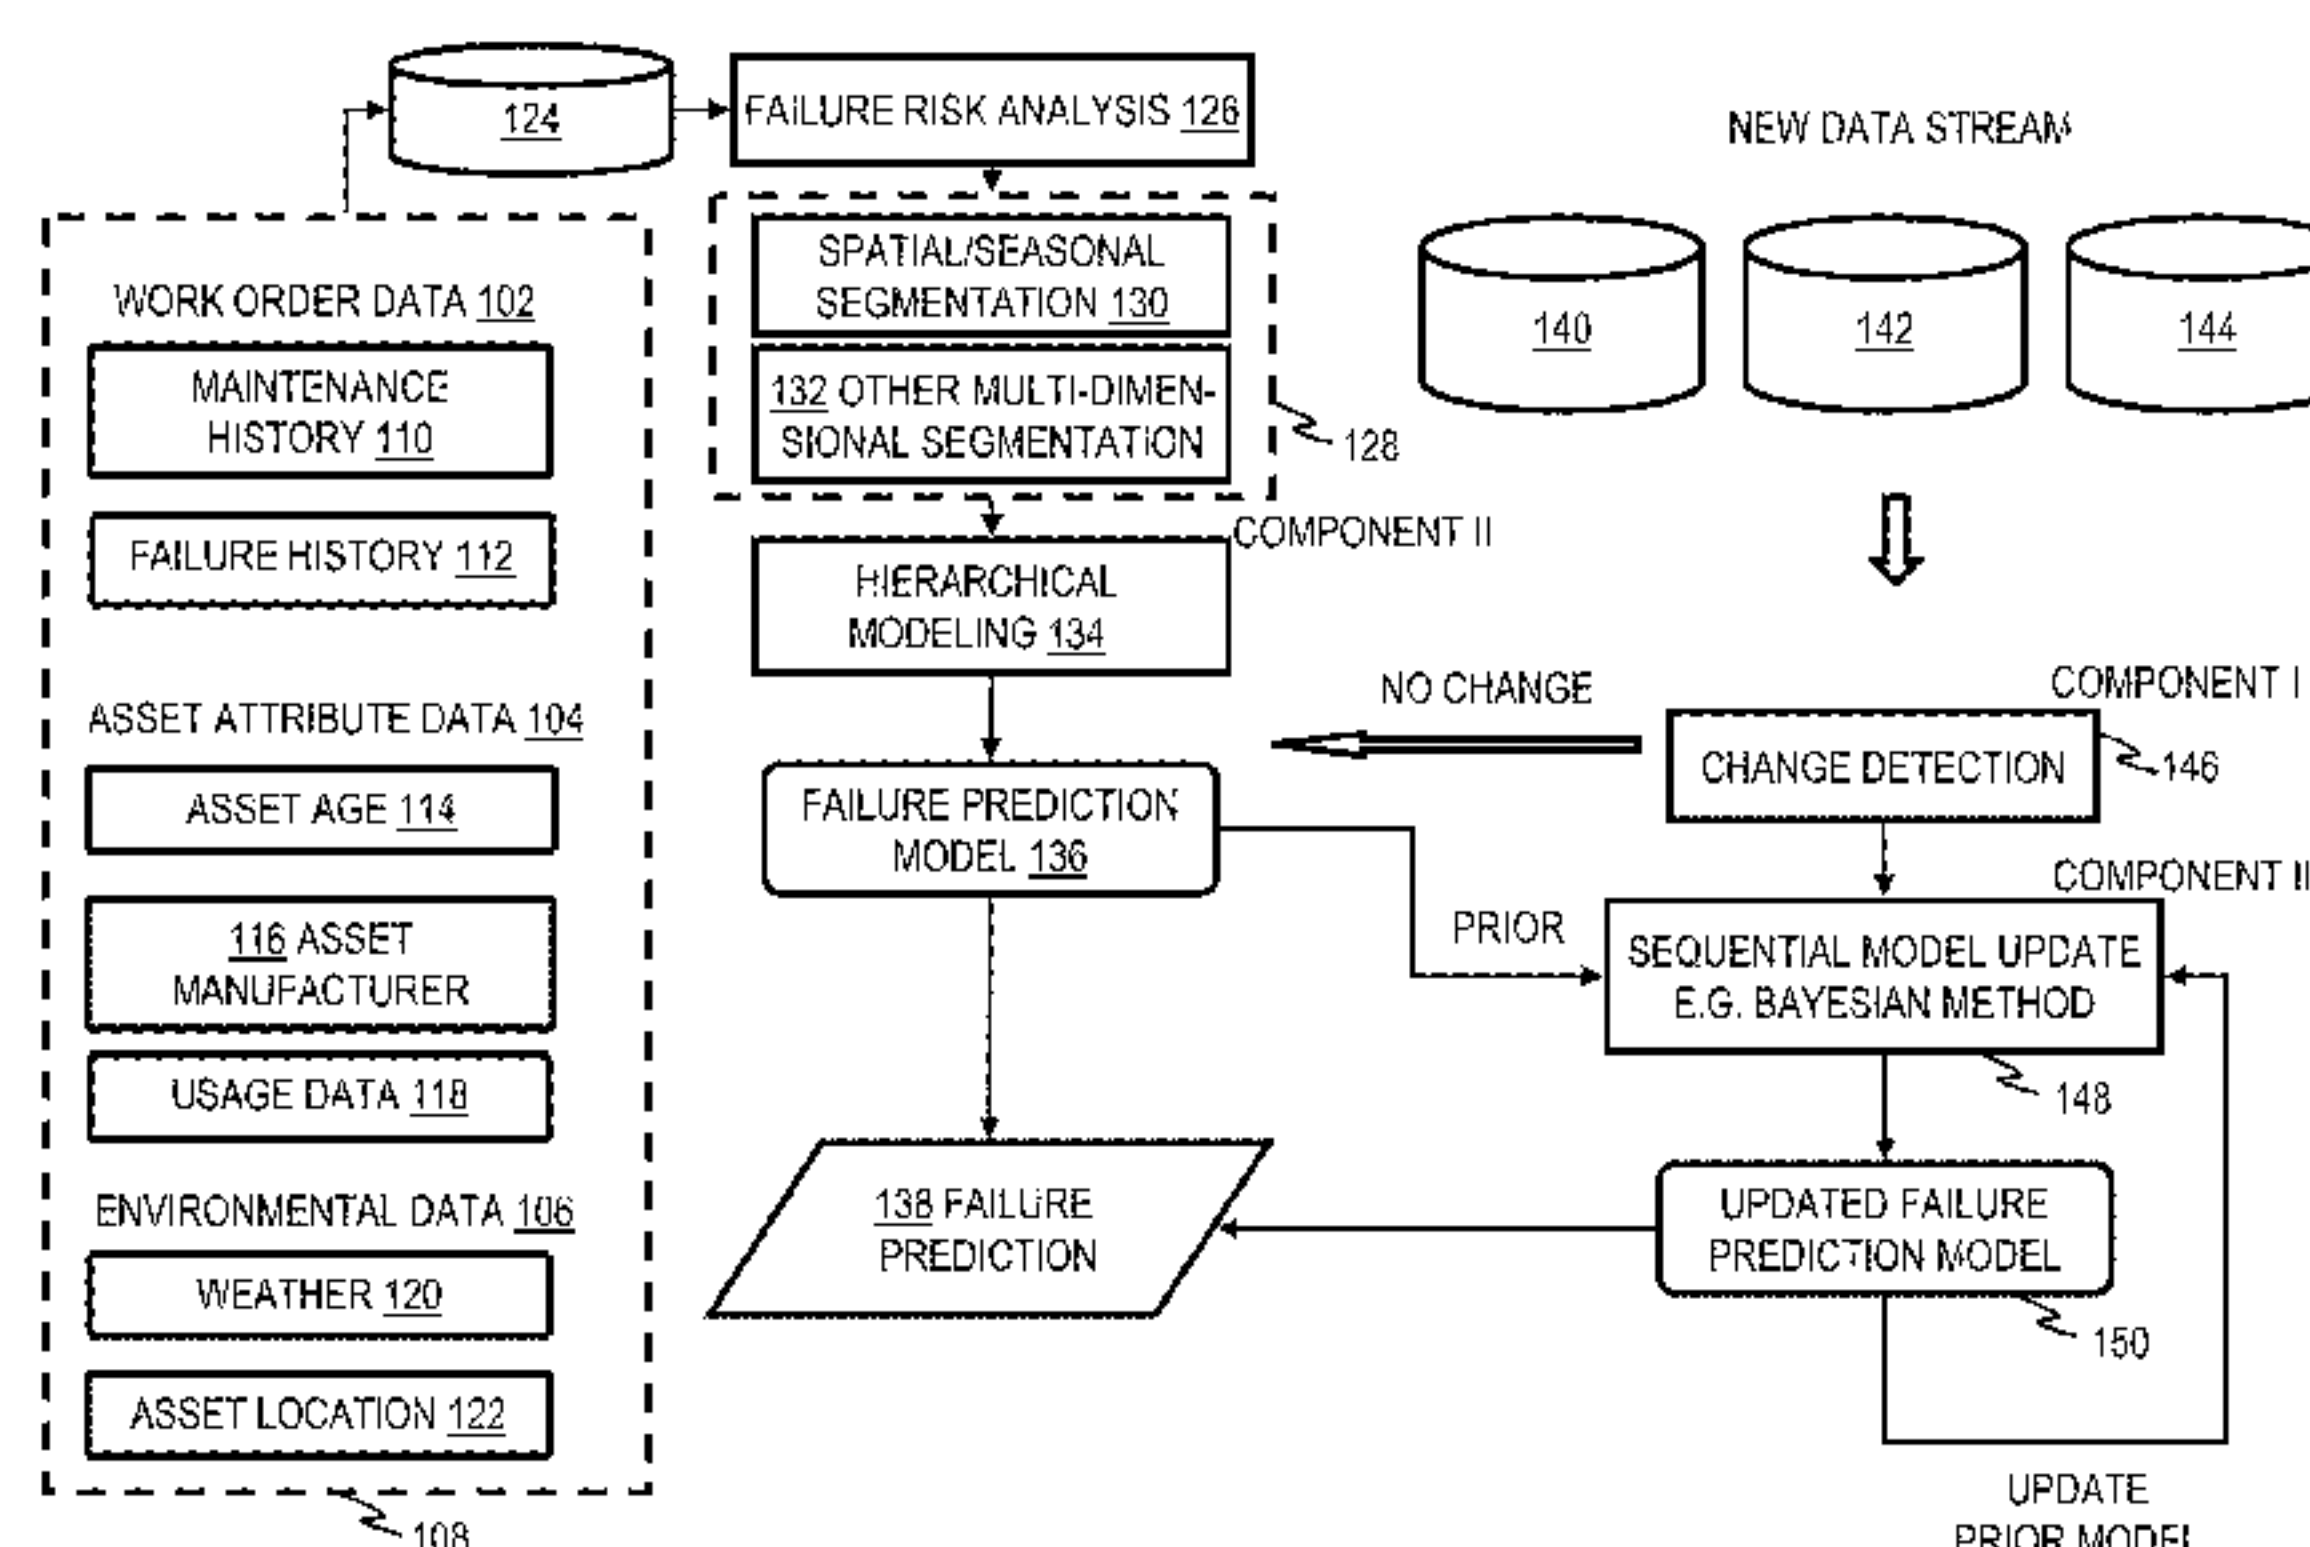 124
FAILURE RISK ANALYSIS 126
NEW DATA STREAM
WORK ORDER DATA 102
MAINTENANCE
HISTORY 110
FAILURE HISTORY 112
ASSET ATTRIBUTE DATA 104
ASSET AGE 114
116 ASSET
MANUFACTURER
USAGE DATA 118
ENVIRONMENTAL DATA 106
WEATHER 120
ASSET LOCATION 122
108
SPATIAL/SEASONAL
SEGMENTATION 130
132 OTHER MULTI-DIMEN-
SIONAL SEGMENTATION
128
COMPONENT II
HIERARCHICAL
MODELING 134
FAILURE PREDICTION
MODEL 136
138 FAILURE
PREDICTION
140
142
144
NO CHANGE
COMPONENT I
CHANGE DETECTION
146
PRIOR
COMPONENT II
SEQUENTIAL MODEL UPDATE
E.G. BAYESIAN METHOD
148
UPDATED FAILURE
PREDICTION MODEL
150
UPDATE
PRIOR MODEL